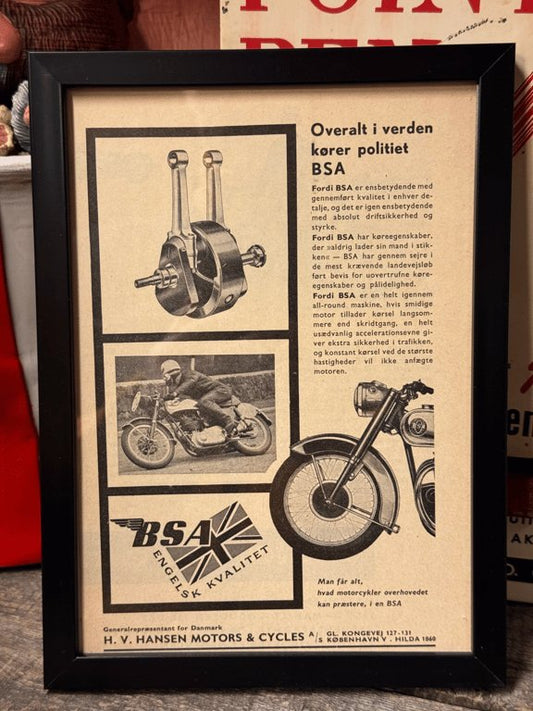 POINT
PEN
Overalt i verden
kører politiet
BSA
Fordi BSA er ensbetydende med
gennemført kvalitet i enhver de-
talje, og det er igen ensbetydende
med absolut driftsikkerhed og
styrke.
Fordi BSA har køreegenskaber,
der »aldrig lader sin mand i stik-
ken« — BSA har gennem sejre i
de mest krævende landevejsløb
ført bevis for uovertrufne køre-
egenskaber og pålidelighed.
Fordi BSA er en helt igennem
all-round maskine, hvis smidige
motor tillader kørsel langsom-
mere end skridtgang, en helt
usædvanlig accelerationsevne gi-
ver ekstra sikkerhed i trafikken,
og konstant kørsel ved de største
hastigheder vil ikke anfægte
motoren.
BSA
ENGELSK KVALITET
Man får alt,
hvad motorcykler overhovedet
kan præstere, i en BSA
Generalrepræsentant for Danmark
H. V. HANSEN MOTORS & CYCLES A/S GL. KONGEVEJ 127-131
KØBENHAVN V . HILDA 1860